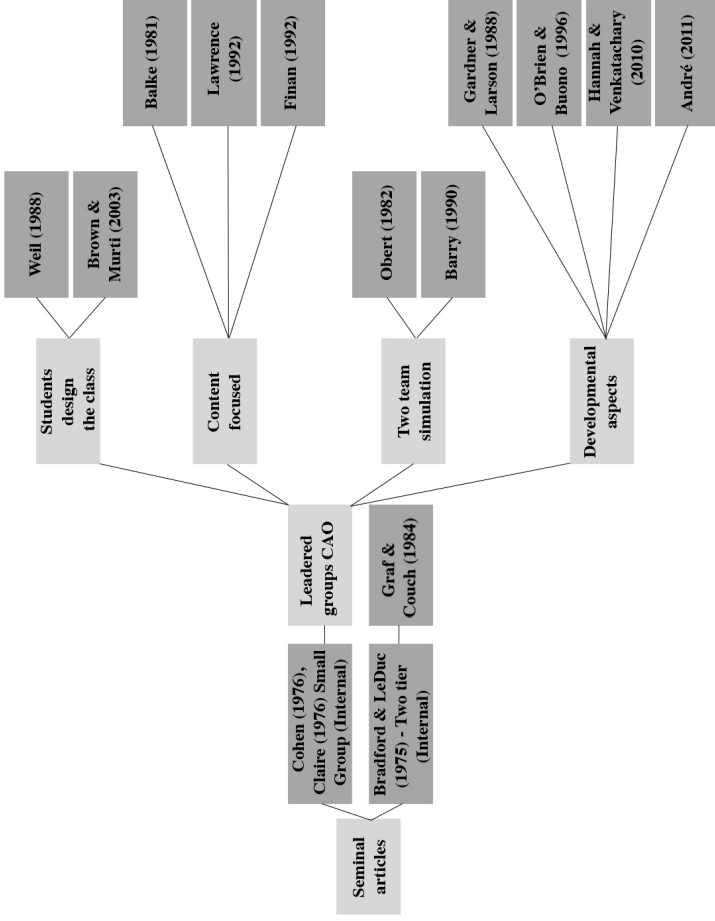 Seminal
articles
Cohen (1976),
Claire (1976) Small
Group (Internal)
Bradford & LeDuc
(1975) - Two tier
(Internal)
Leadered
groups CAO
Graf &
Couch (1984)
Students
design
the class
Weil (1988)
Brown &
Murti (2003)
Content
focused
Balke (1981)
Lawrence
(1992)
Finan (1992)
Two team
simulation
Obert (1982)
Barry (1990)
Developmental
aspects
Gardner &
Larson (1988)
O'Brien &
Buono (1996)
Hannah &
Venkatachary
(2010)
André (2011)